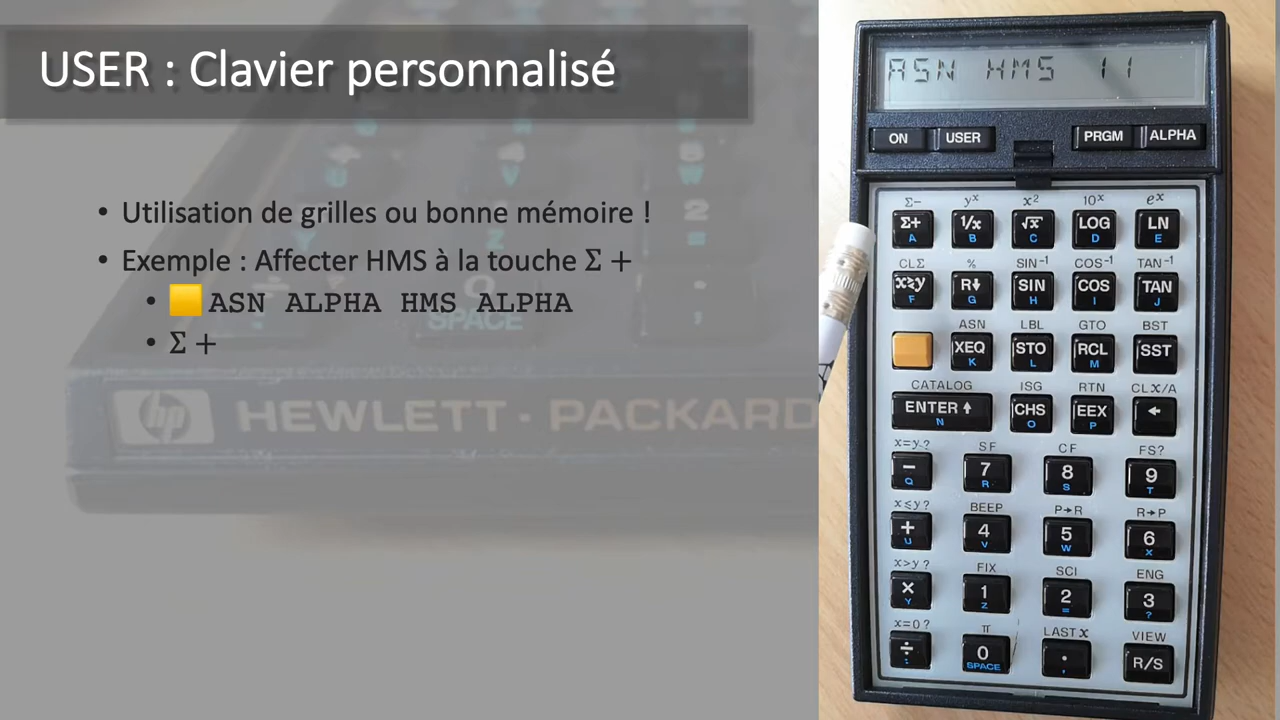 USER : Clavier personnalisé
• Utilisation de grilles ou bonne mémoire !
• Exemple : Affecter HMS à la touche Σ +
• ASN ALPHA HMS ALPHA
• Σ +
hp HEWLETT · PACKARD
ASN HMS 11
ON USER PRGM ALPHA
Σ− yˣ x² 10ˣ eˣ
Σ+ 1/x √x LOG LN
A B C D E
CLΣ % SIN⁻¹ COS⁻¹ TAN⁻¹
x≷y R↓ SIN COS TAN
F G H I J
ASN LBL GTO BST
XEQ STO RCL SST
K L M
CATALOG ISG RTN CL x/A
ENTER ↑ CHS EEX ←
N O P
x=y? SF CF FS?
− 7 8 9
Q R S T
x≤y? BEEP P→R R→P
+ 4 5 6
U V W X
x>y? FIX SCI ENG
× 1 2 3
Y Z = ?
x=0? π LAST x VIEW
÷ 0 · R/S
: SPACE ,